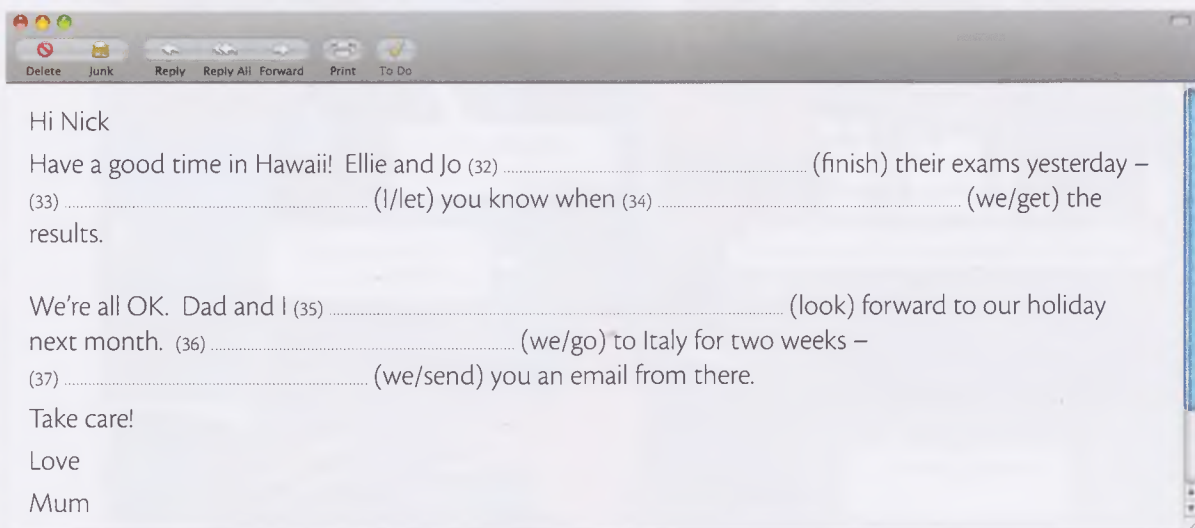 Delete Junk Reply Reply All Forward Print To Do
Hi Nick
Have a good time in Hawaii! Ellie and Jo (32) ........................ (finish) their exams yesterday –
(33) ........................ (I/let) you know when (34) ........................ (we/get) the
results.
We're all OK. Dad and I (35) ........................ (look) forward to our holiday
next month. (36) ........................ (we/go) to Italy for two weeks –
(37) ........................ (we/send) you an email from there.
Take care!
Love
Mum